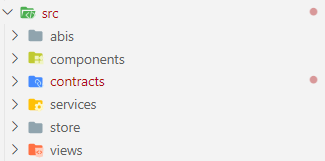 src
abis
components
contracts
services
store
views